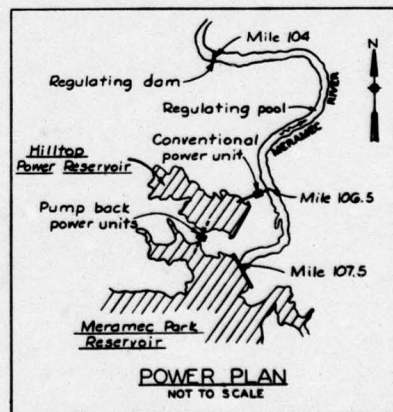 Mile 104
N
Regulating dam
Regulating pool
MERAMEC RIVER
Conventional
power unit
Hilltop
Power Reservoir
Mile 106.5
Pump back
power units
Mile 107.5
Meramec Park
Reservoir
POWER PLAN
NOT TO SCALE